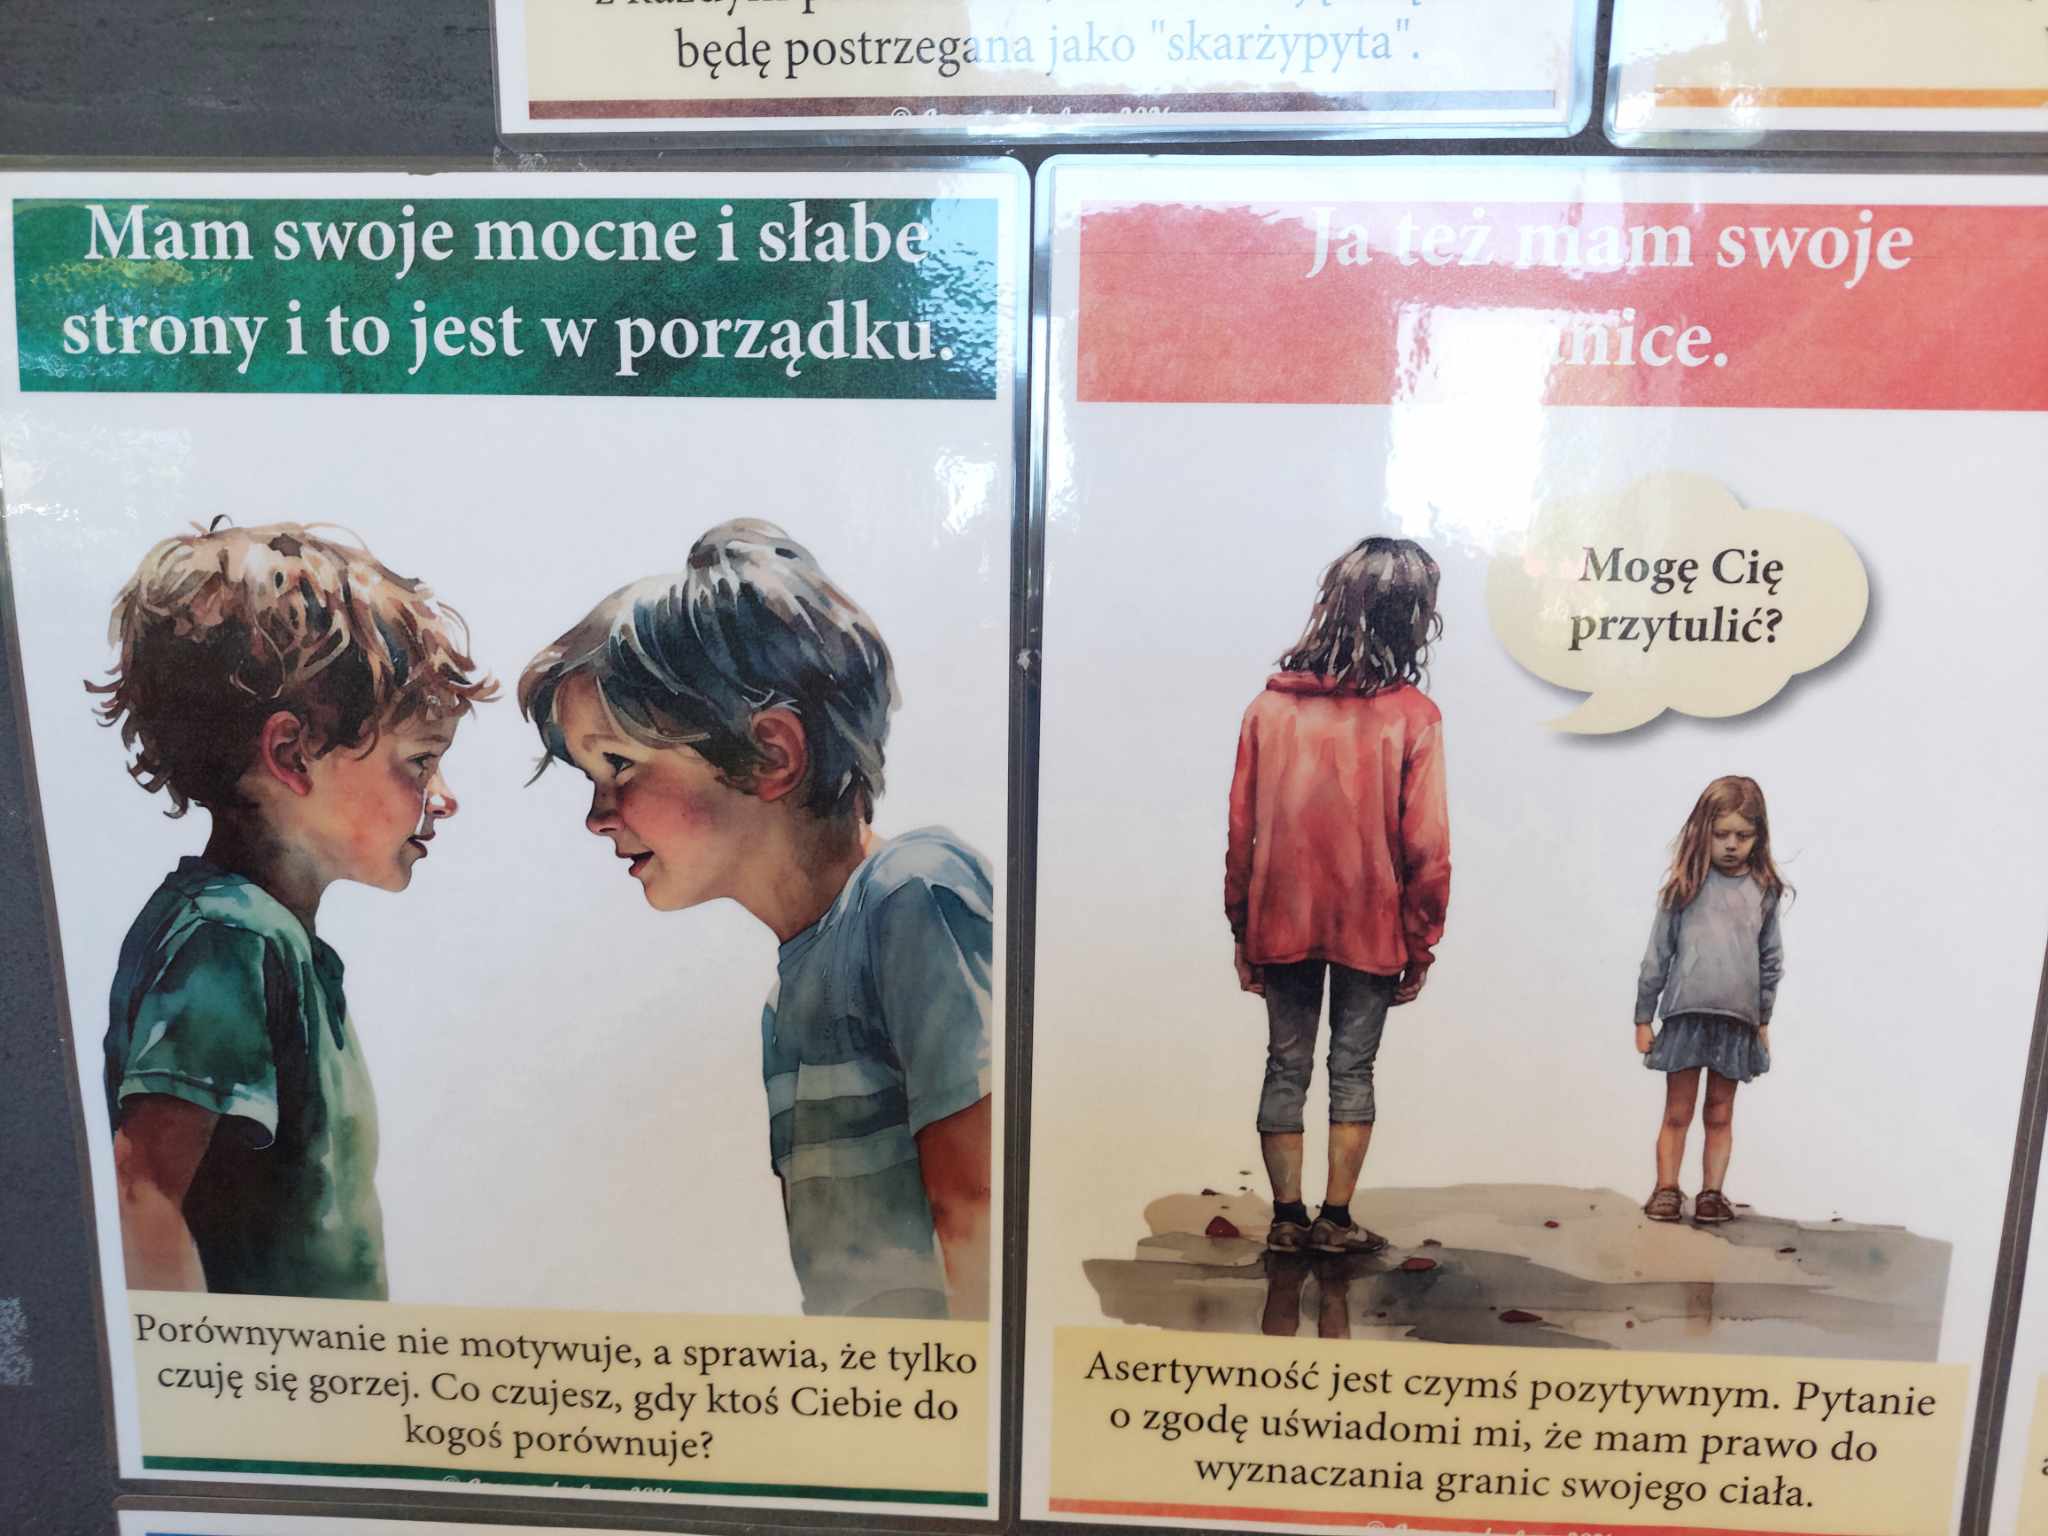 będę postrzegana jako "skarżypyta".
Mam swoje mocne i słabe
strony i to jest w porządku.
Porównywanie nie motywuje, a sprawia, że tylko
czuję się gorzej. Co czujesz, gdy ktoś Ciebie do
kogoś porównuje?
Ja też mam swoje
Mogę Cię
przytulić?
Asertywność jest czymś pozytywnym. Pytanie
o zgodę uświadomi mi, że mam prawo do
wyznaczania granic swojego ciała.